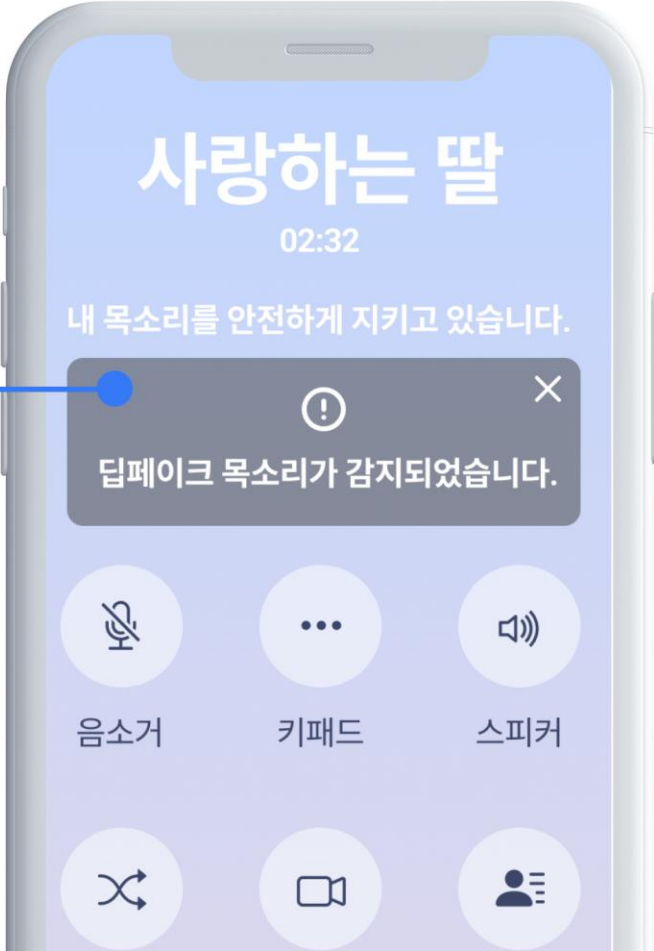 사랑하는 딸
02:32
내 목소리를 안전하게 지키고 있습니다.
딥페이크 목소리가 감지되었습니다.
음소거
키패드
스피커